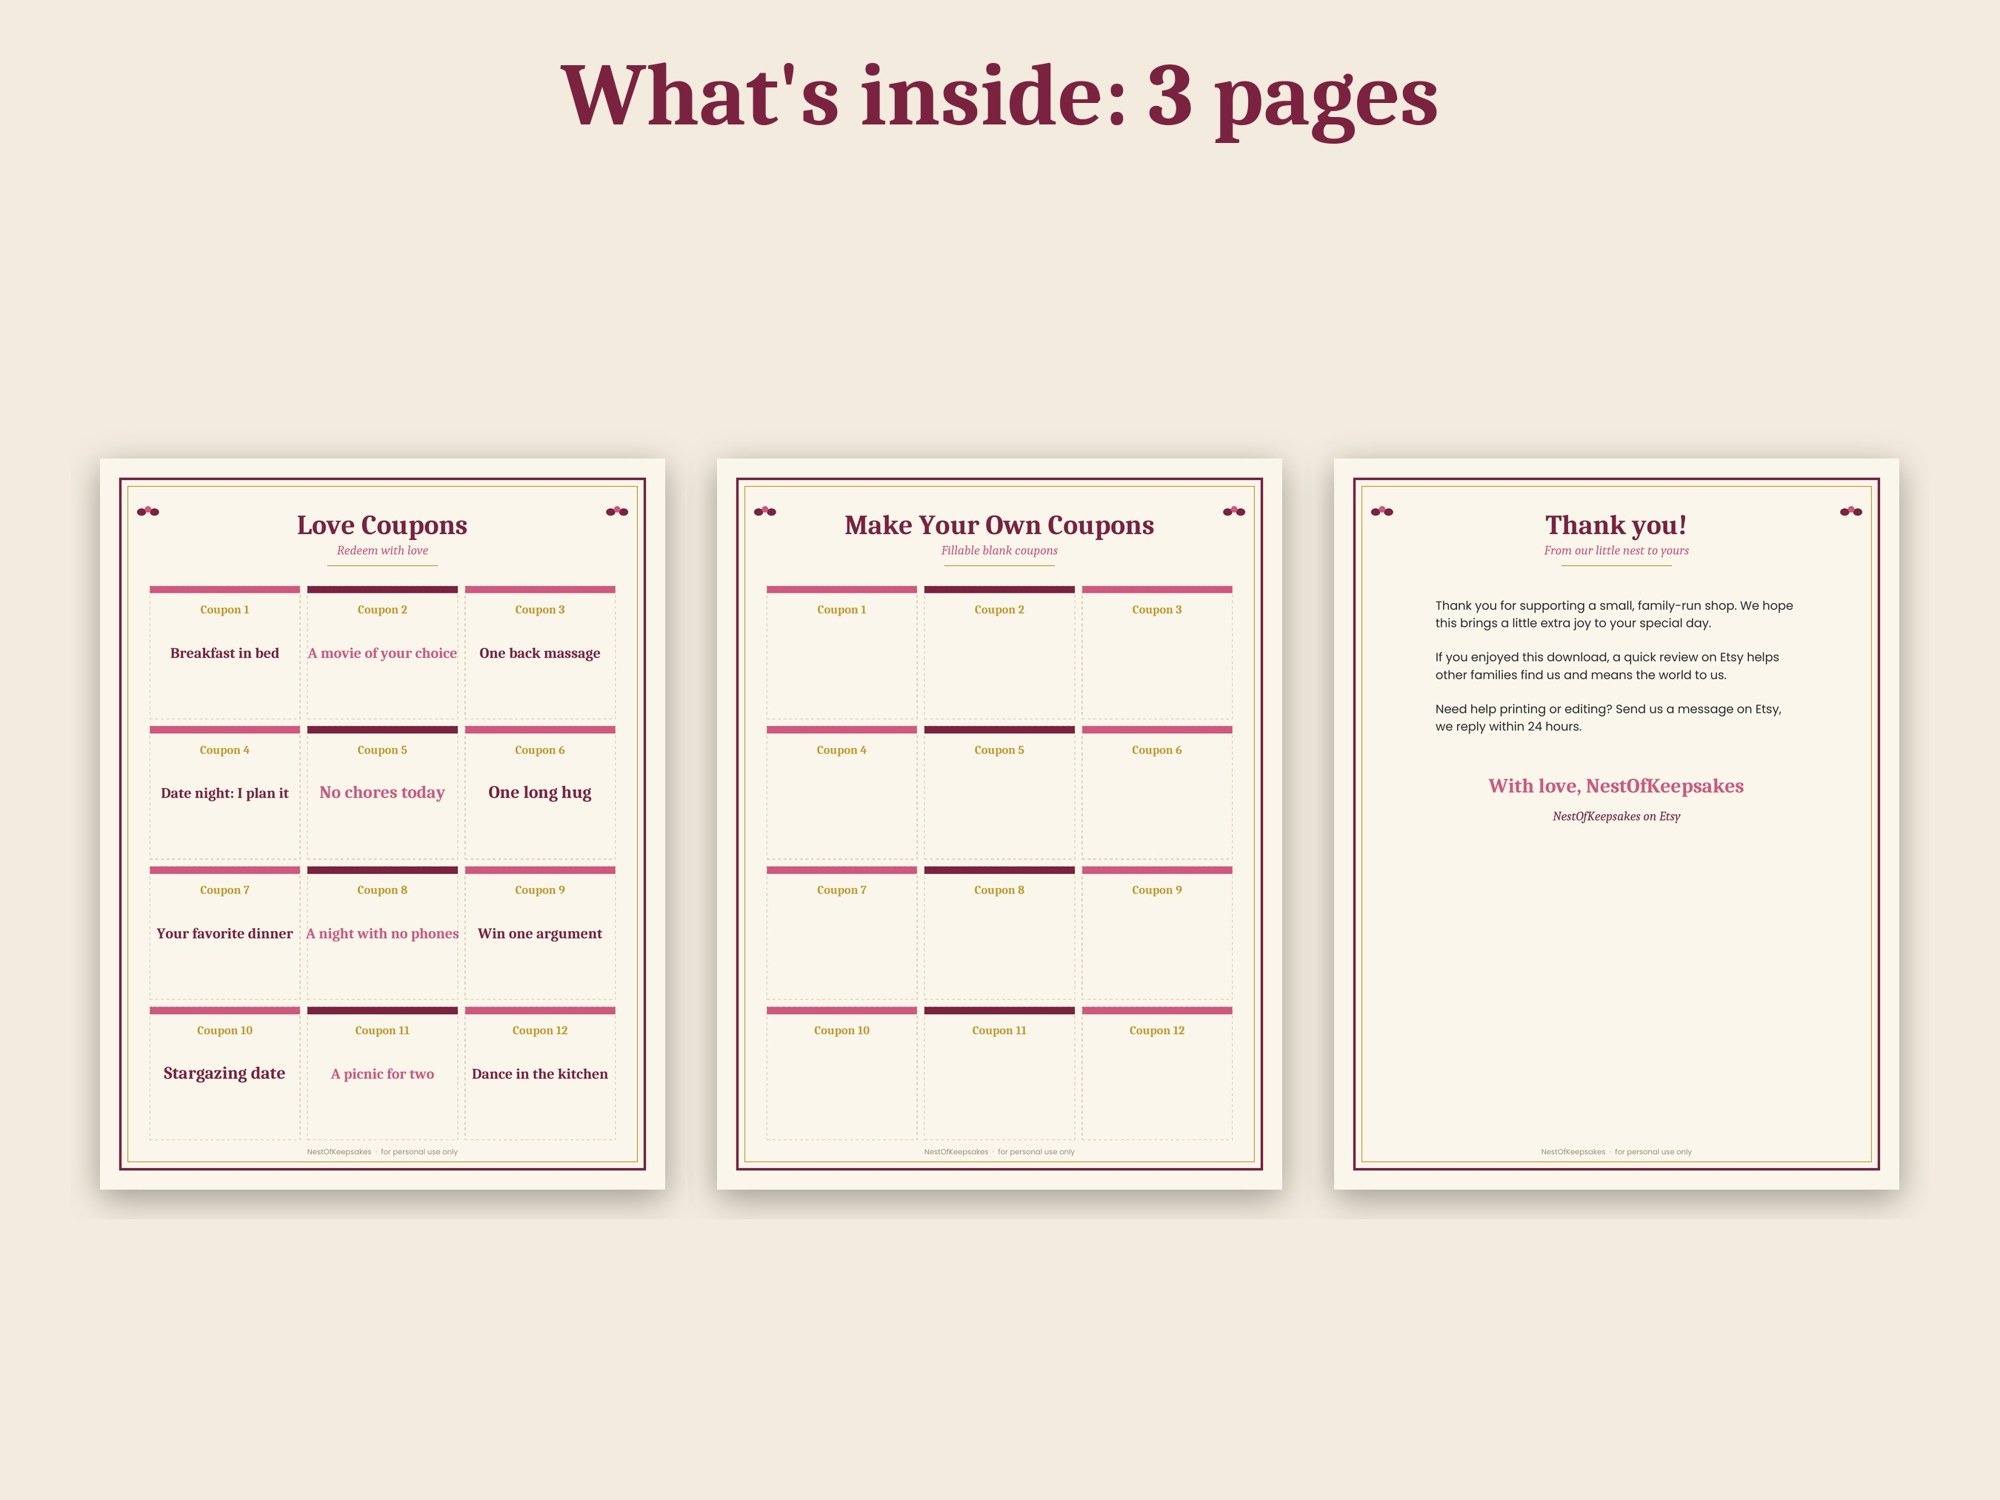 What's inside: 3 pages
Love Coupons
Redeem with love
Coupon 1
Coupon 2
Coupon 3
Breakfast in bed
A movie of your choice
One back massage
Coupon 4
Coupon 5
Coupon 6
Date night: I plan it
No chores today
One long hug
Coupon 7
Coupon 8
Coupon 9
Your favorite dinner
A night with no phones
Win one argument
Coupon 10
Coupon 11
Coupon 12
Stargazing date
A picnic for two
Dance in the kitchen
NestOfKeepsakes · for personal use only
Make Your Own Coupons
Fillable blank coupons
Coupon 1
Coupon 2
Coupon 3
Coupon 4
Coupon 5
Coupon 6
Coupon 7
Coupon 8
Coupon 9
Coupon 10
Coupon 11
Coupon 12
NestOfKeepsakes · for personal use only
Thank you!
From our little nest to yours
Thank you for supporting a small, family-run shop. We hope
this brings a little extra joy to your special day.
If you enjoyed this download, a quick review on Etsy helps
other families find us and means the world to us.
Need help printing or editing? Send us a message on Etsy,
we reply within 24 hours.
With love, NestOfKeepsakes
NestOfKeepsakes on Etsy
NestOfKeepsakes · for personal use only